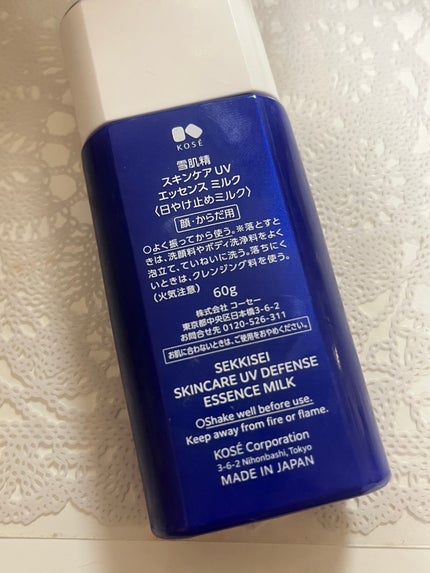 KOSÉ
雪肌精
スキンケア UV
エッセンス ミルク
〈日やけ止めミルク〉
顔・からだ用
○よく振ってから使う。※落とすと
きは、洗顔料やボディ洗浄料をよく
泡立て、ていねいに洗う。落ちにく
いときは、クレンジング料を使う。
(火気注意) 60g
株式会社 コーセー
東京都中央区日本橋3-6-2
お問合せ先 0120-526-311
お肌に合わないときは、ご使用をおやめください。
SEKKISEI
SKINCARE UV DEFENSE
ESSENCE MILK
○Shake well before use.
Keep away from fire or flame.
KOSÉ Corporation
3-6-2 Nihonbashi, Tokyo
MADE IN JAPAN